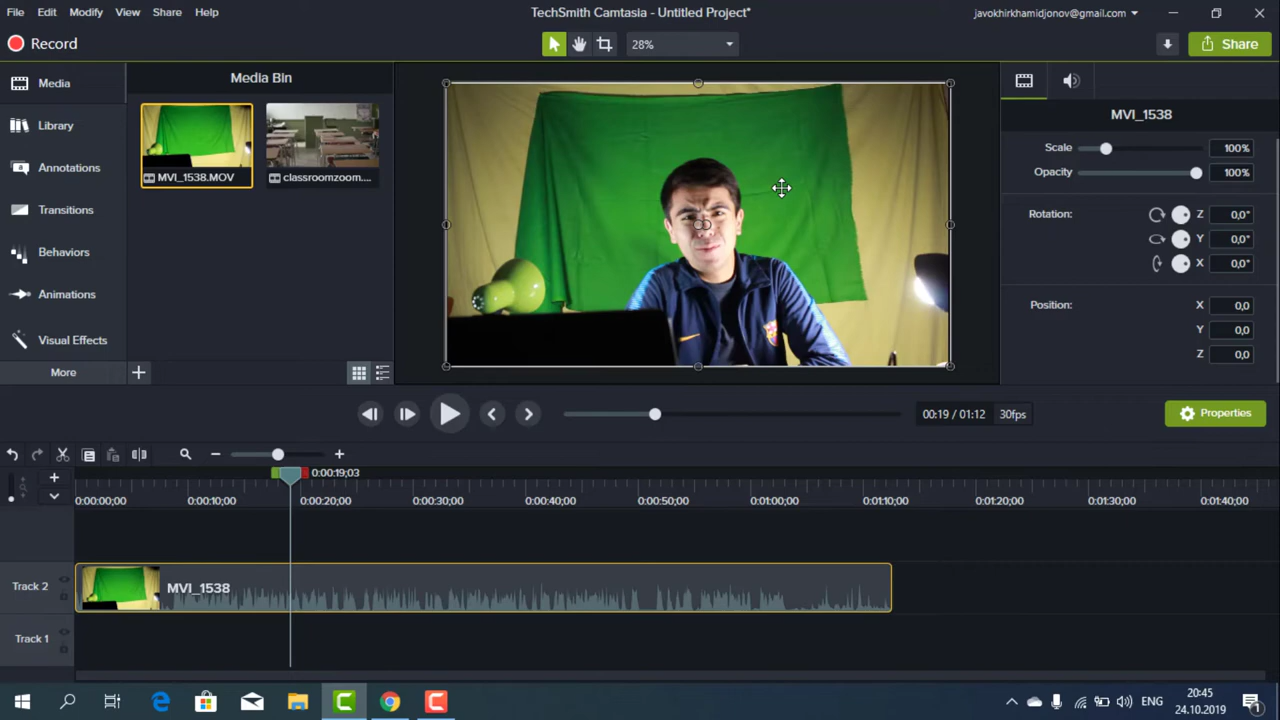 File Edit Modify View Share Help
TechSmith Camtasia - Untitled Project*
javokhirkhamidjonov@gmail.com
Record
28%
Share
Media
Library
Annotations
Transitions
Behaviors
Animations
Visual Effects
More
Media Bin
MVI_1538.MOV
classroomzoom....
MVI_1538
Scale 100%
Opacity 100%
Rotation: Z 0,0°
Y 0,0°
X 0,0°
Position: X 0,0
Y 0,0
Z 0,0
00:19 / 01:12 30fps
Properties
0:00:19;03
0:00:00;00 0:00:10;00 0:00:20;00 0:00:30;00 0:00:40;00 0:00:50;00 0:01:00;00 0:01:10;00 0:01:20;00 0:01:30;00 0:01:40;00
Track 2
MVI_1538
Track 1
ENG
20:45
24.10.2019
1